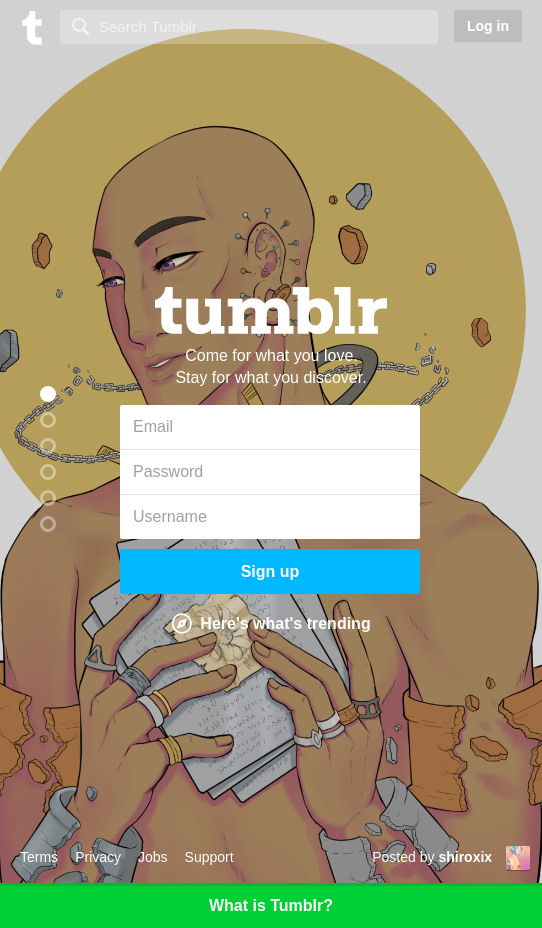 t
Search Tumblr
Log in
tumblr
Come for what you love.
Stay for what you discover.
Email
Password
Username
Sign up
Here's what's trending
Terms Privacy Jobs Support
Posted by shiroxix
What is Tumblr?